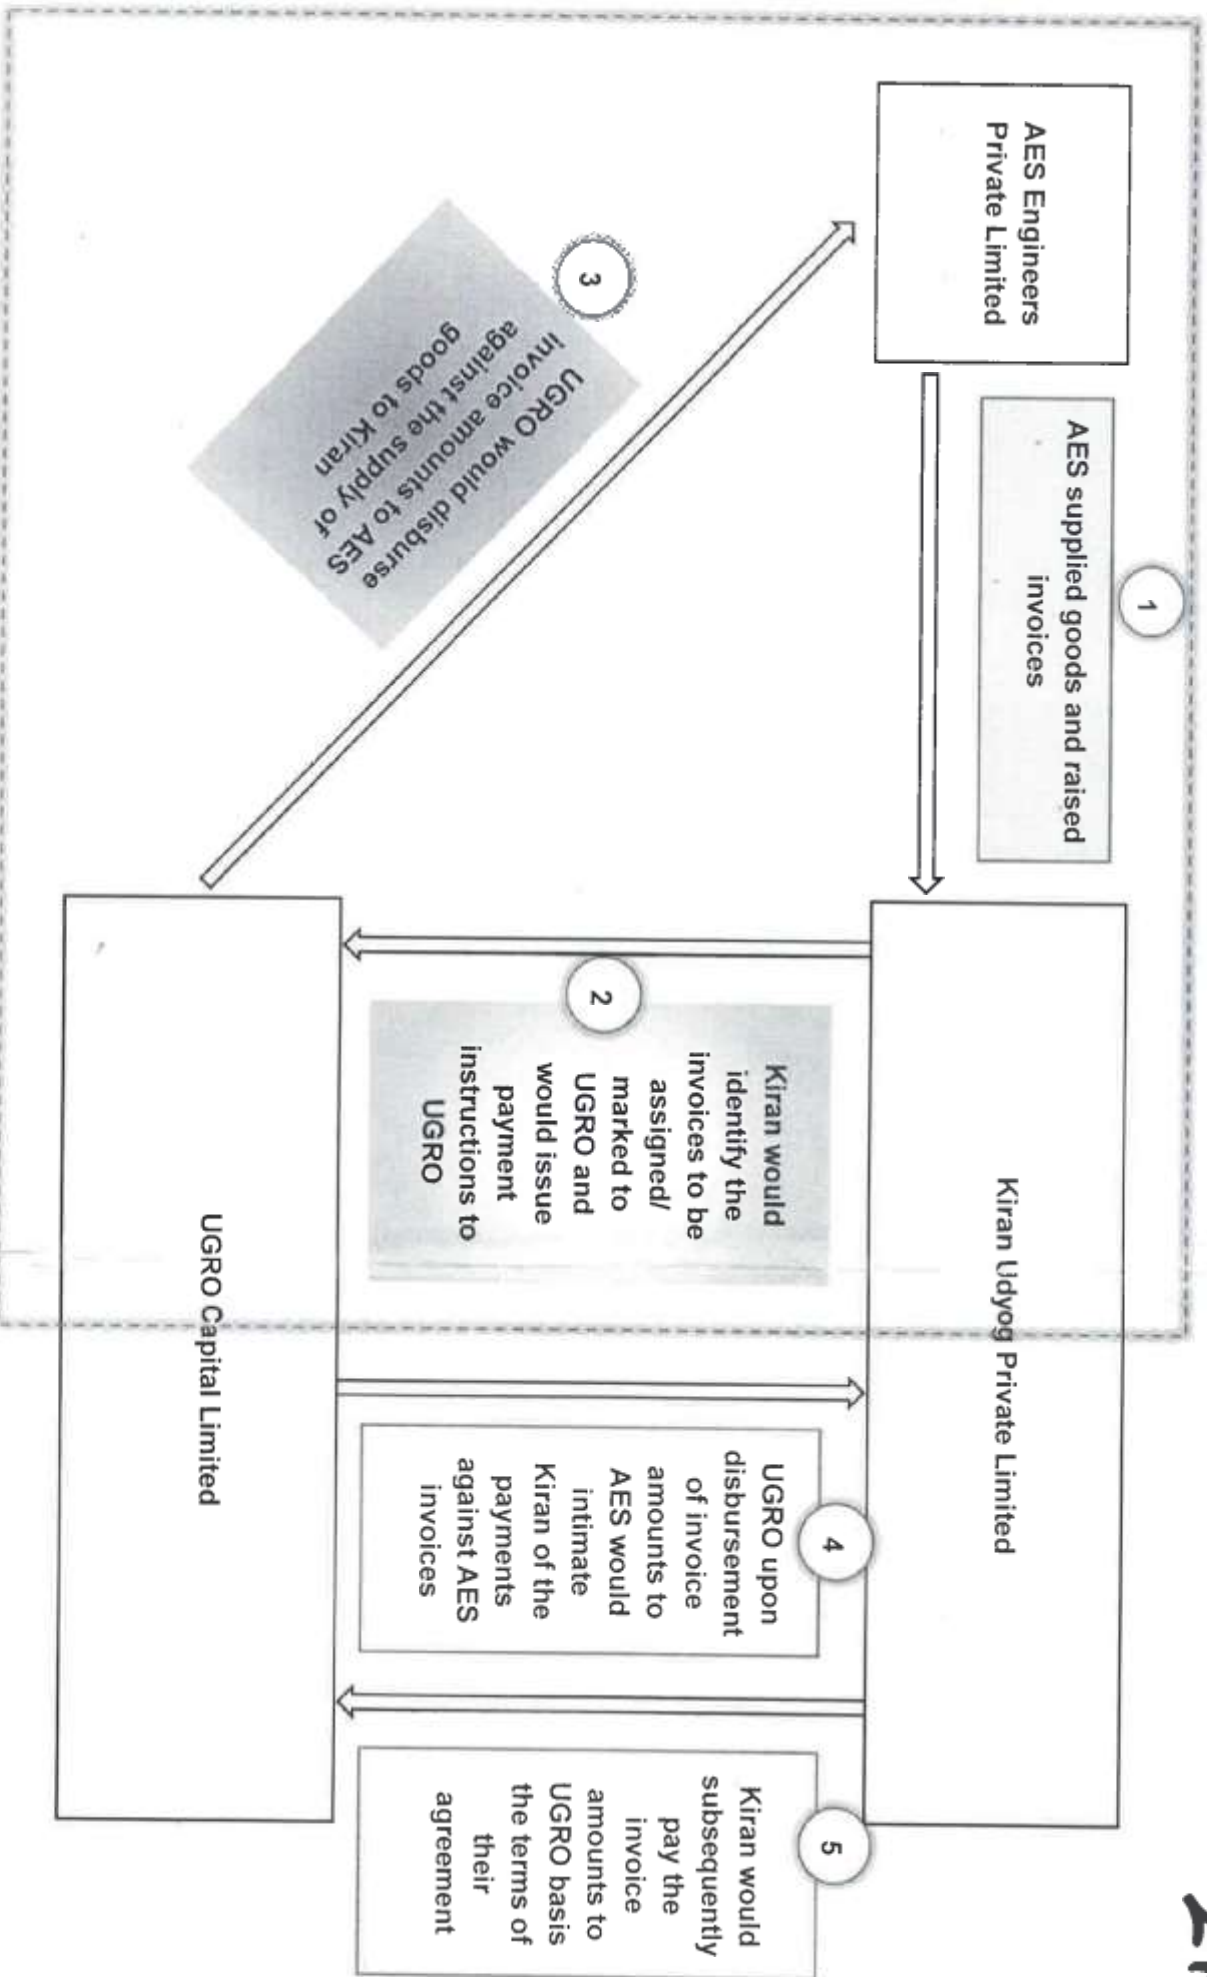 AES Engineers
Private Limited
1
AES supplied goods and raised
invoices
Kiran Udyog Private Limited
2
Kiran would
identify the
invoices to be
assigned/
marked to
UGRO and
would issue
payment
instructions to
UGRO
3
UGRO would disburse
invoice amounts to AES
against the supply of
goods to Kiran
4
UGRO upon
disbursement
of invoice
amounts to
AES would
intimate
Kiran of the
payments
against AES
invoices
5
Kiran would
subsequently
pay the
invoice
amounts to
UGRO basis
the terms of
their
agreement
UGRO Capital Limited